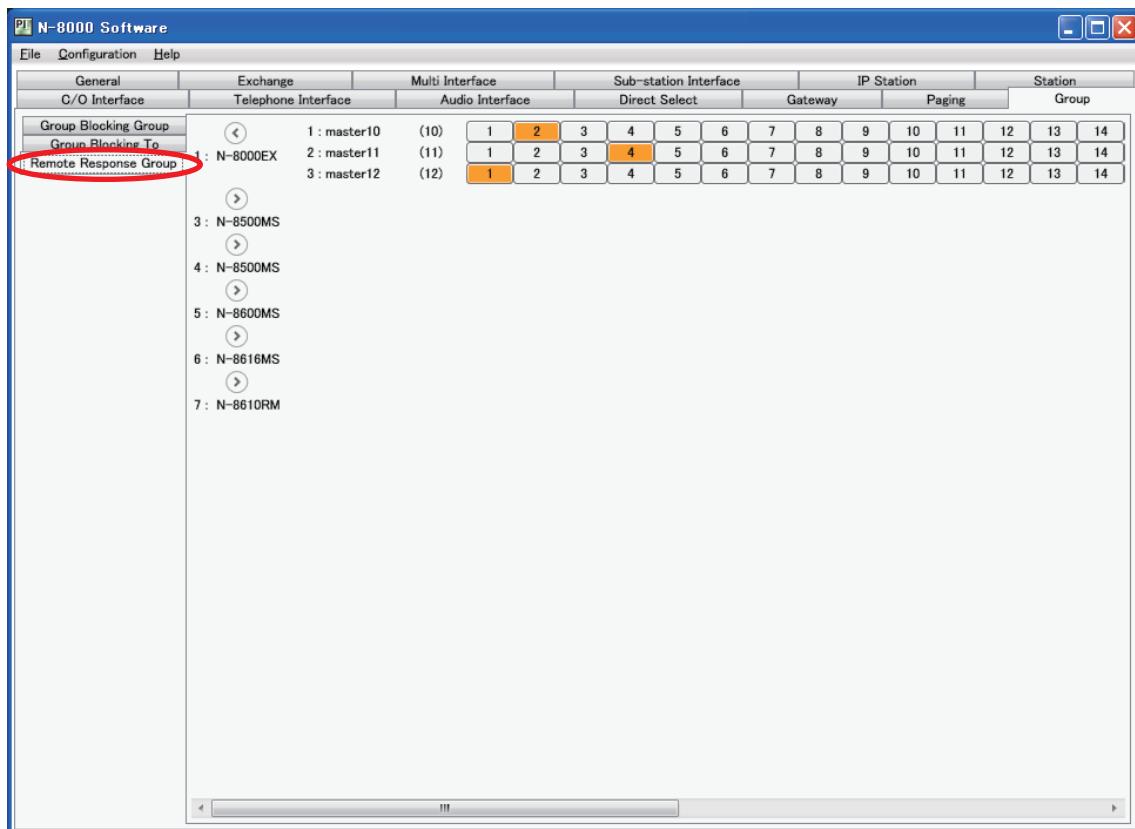 PI N-8000 Software
File Configuration Help
General Exchange Multi Interface Sub-station Interface IP Station Station
C/O Interface Telephone Interface Audio Interface Direct Select Gateway Paging Group
Group Blocking Group
Group Blocking To
Remote Response Group
1 : master10 (10) 1 2 3 4 5 6 7 8 9 10 11 12 13 14
1 : N-8000EX 2 : master11 (11) 1 2 3 4 5 6 7 8 9 10 11 12 13 14
3 : master12 (12) 1 2 3 4 5 6 7 8 9 10 11 12 13 14
3 : N-8500MS
4 : N-8500MS
5 : N-8600MS
6 : N-8616MS
7 : N-8610RM